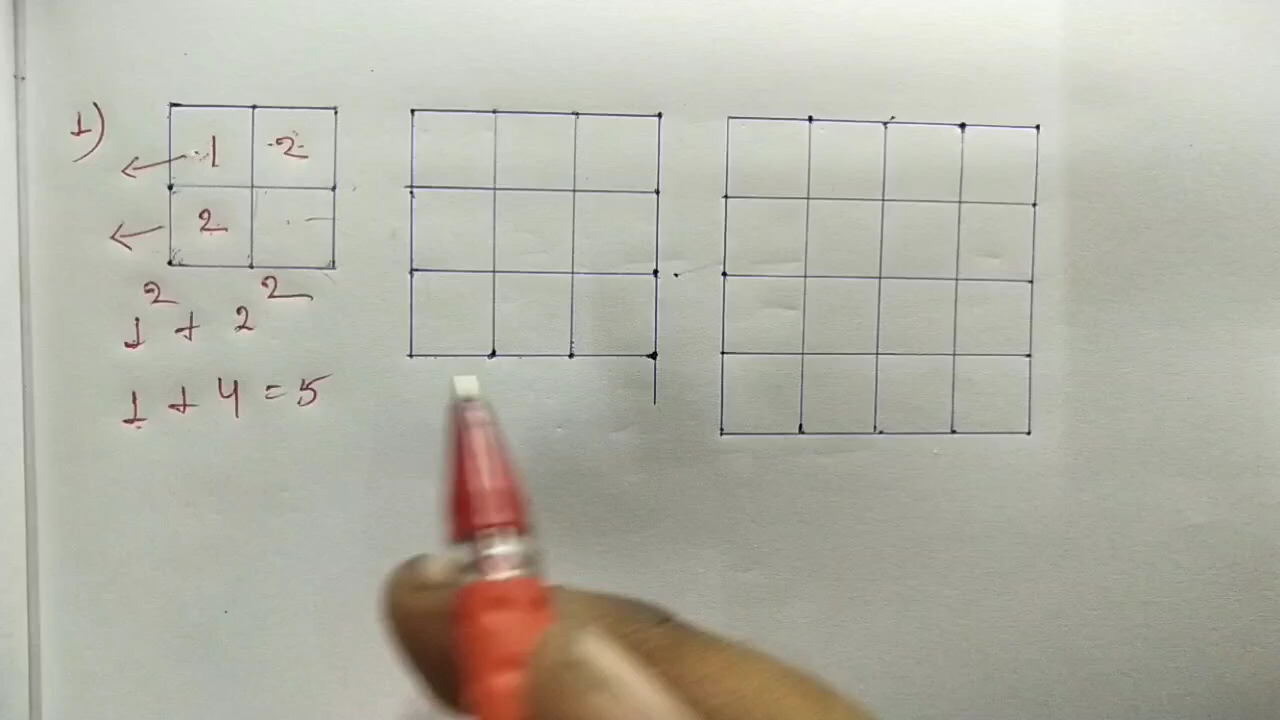 1)
1 2
2
1² + 2²
1 + 4 = 5